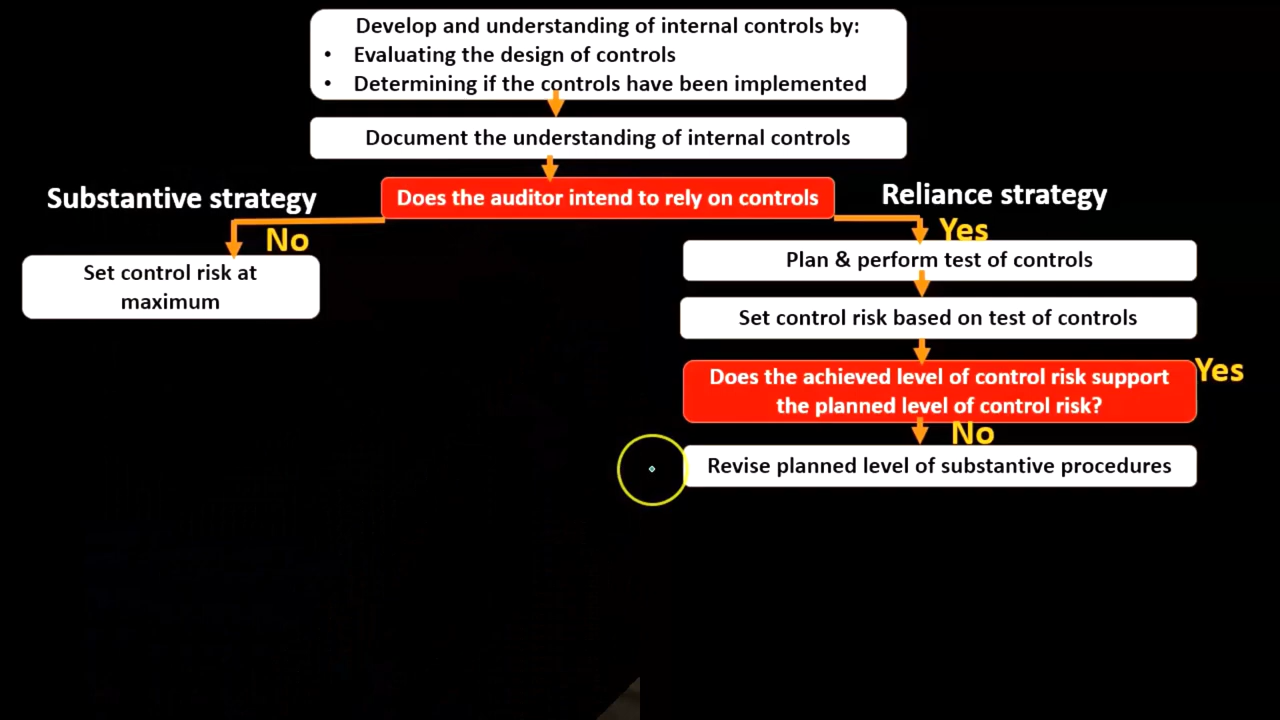 Develop and understanding of internal controls by:
• Evaluating the design of controls
• Determining if the controls have been implemented
Document the understanding of internal controls
Substantive strategy
Does the auditor intend to rely on controls
Reliance strategy
No
Yes
Set control risk at
maximum
Plan & perform test of controls
Set control risk based on test of controls
Does the achieved level of control risk support
the planned level of control risk?
Yes
No
Revise planned level of substantive procedures